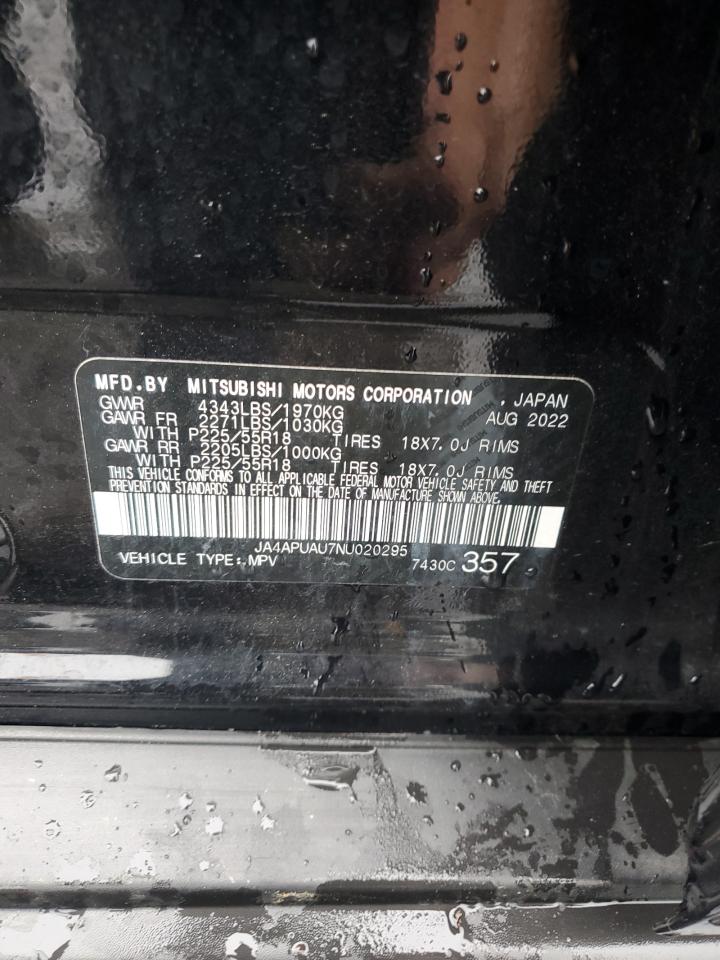 MFD.BY MITSUBISHI MOTORS CORPORATION , JAPAN
GVWR 4343LBS/1970KG AUG 2022
GAWR FR 2271LBS/1030KG
WITH P225/55R18 TIRES 18X7.0J RIMS
GAWR RR 2205LBS/1000KG
WITH P225/55R18 TIRES 18X7.0J RIMS
THIS VEHICLE CONFORMS TO ALL APPLICABLE FEDERAL MOTOR VEHICLE SAFETY AND THEFT
PREVENTION STANDARDS IN EFFECT ON THE DATE OF MANUFACTURE SHOWN ABOVE.
JA4APUAU7NU020295
VEHICLE TYPE: MPV 7430C 357